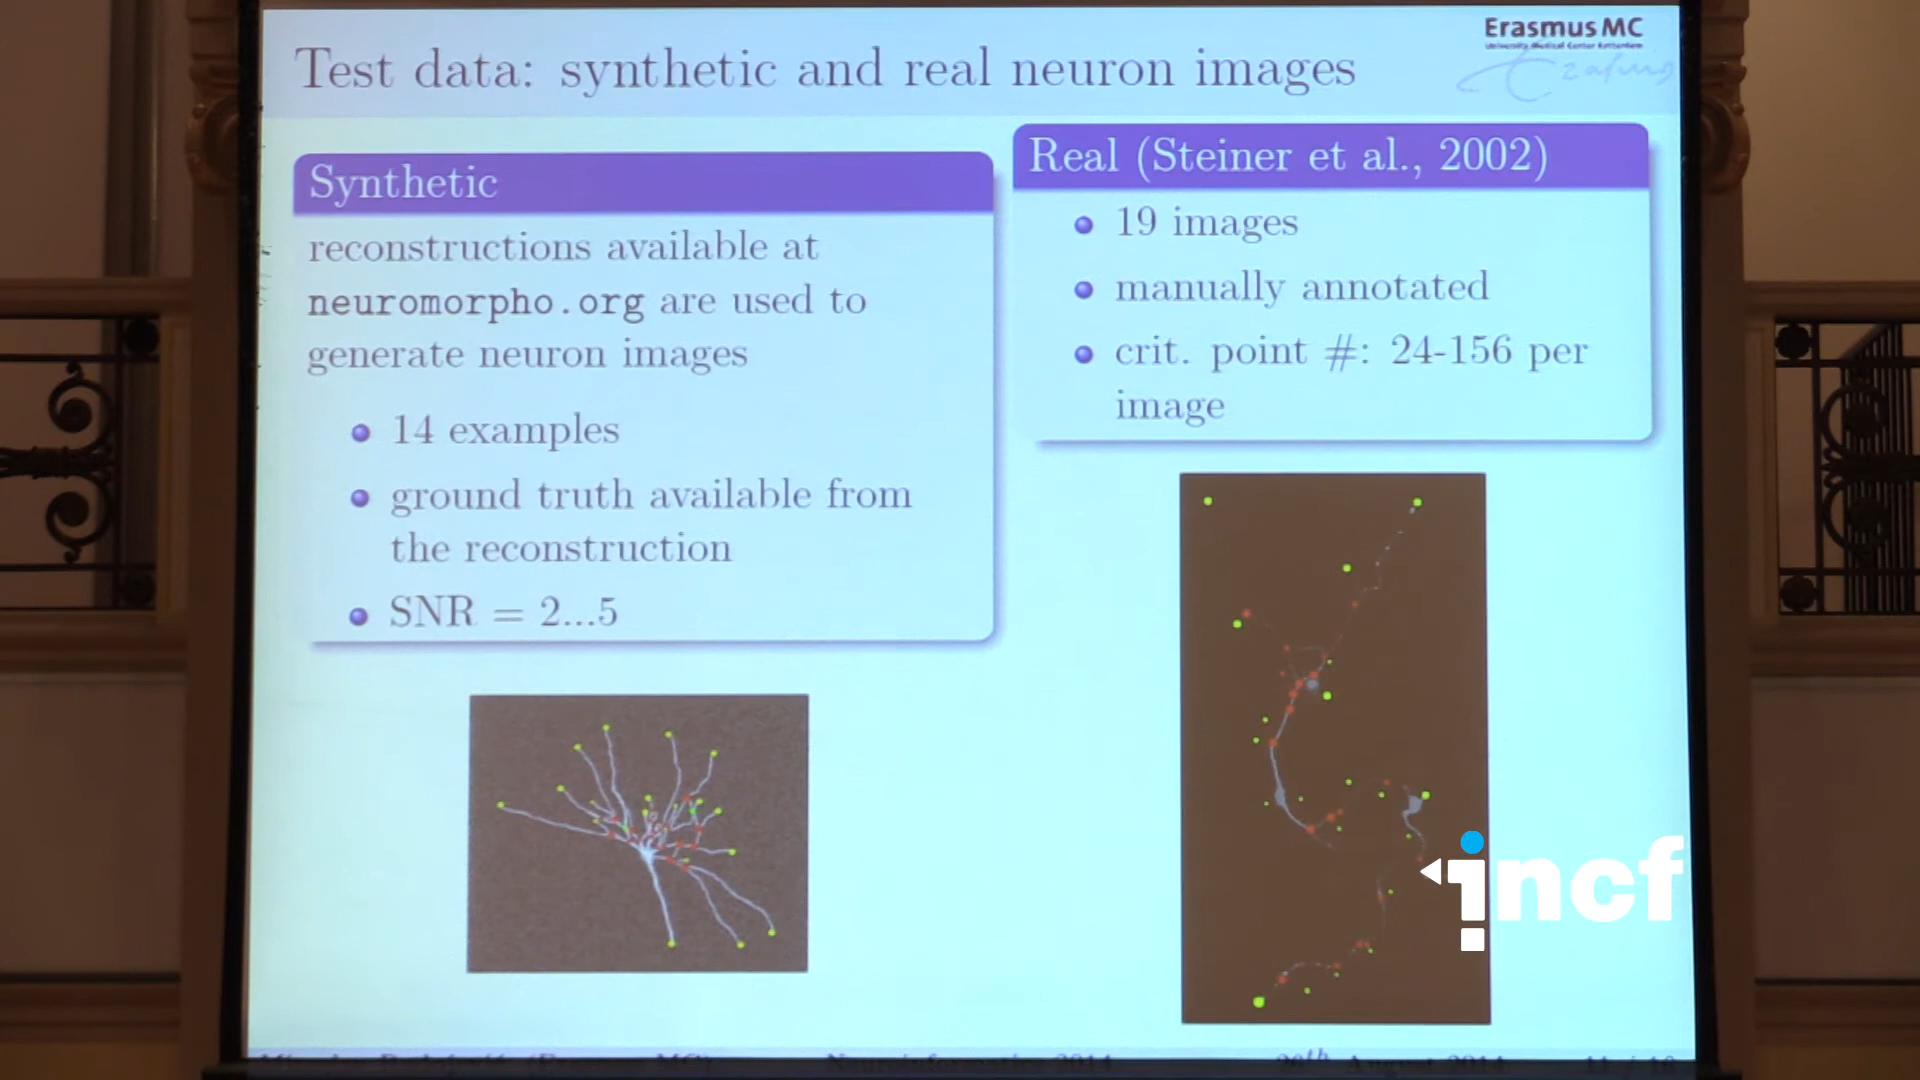 Erasmus MC
Test data: synthetic and real neuron images
Synthetic
reconstructions available at
neuromorpho.org are used to
generate neuron images
14 examples
ground truth available from
the reconstruction
SNR = 2...5
Real (Steiner et al., 2002)
19 images
manually annotated
crit. point #: 24-156 per
image
incf